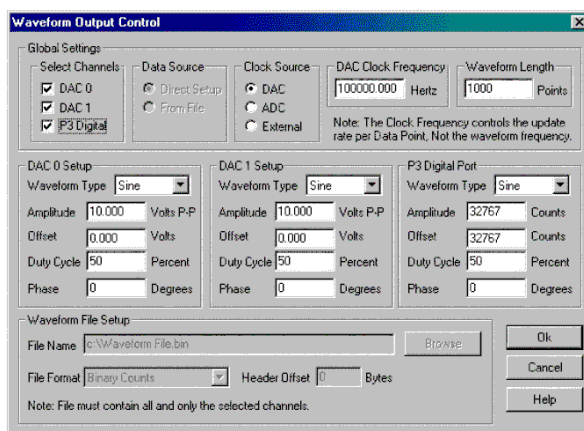 Waveform Output Control
Global Settings
Select Channels
DAC 0
DAC 1
P3 Digital
Data Source
Direct Setup
From File
Clock Source
DAC
ADC
External
DAC Clock Frequency
100000.000 Hertz
Waveform Length
1000 Points
Note: The Clock Frequency controls the update
rate per Data Point, Not the waveform frequency.
DAC 0 Setup
Waveform Type Sine
Amplitude 10.000 Volts P-P
Offset 0.000 Volts
Duty Cycle 50 Percent
Phase 0 Degrees
DAC 1 Setup
Waveform Type Sine
Amplitude 10.000 Volts P-P
Offset 0.000 Volts
Duty Cycle 50 Percent
Phase 0 Degrees
P3 Digital Port
Waveform Type Sine
Amplitude 32767 Counts
Offset 32767 Counts
Duty Cycle 50 Percent
Phase 0 Degrees
Waveform File Setup
File Name c:\Waveform File.bin Browse
File Format Binary Counts Header Offset 0 Bytes
Note: File must contain all and only the selected channels.
Ok
Cancel
Help